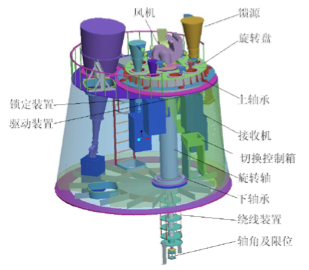 风机
馈源
旋转盘
上轴承
锁定装置
驱动装置
接收机
切换控制箱
旋转轴
下轴承
绕线装置
轴角及限位